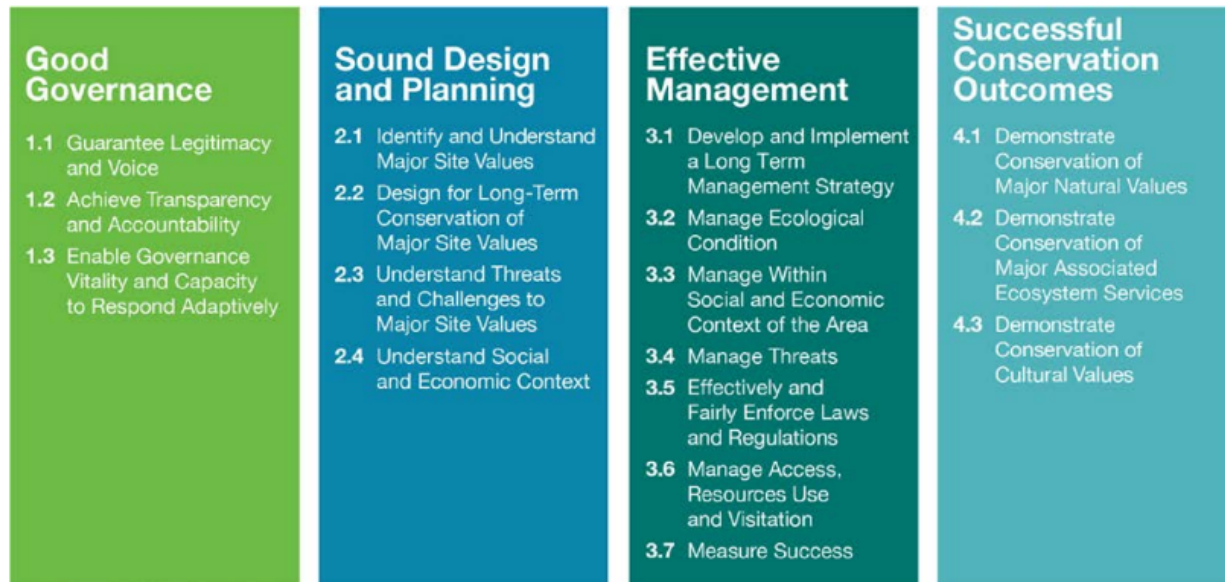 Good
Governance
1.1 Guarantee Legitimacy
and Voice
1.2 Achieve Transparency
and Accountability
1.3 Enable Governance
Vitality and Capacity
to Respond Adaptively
Sound Design
and Planning
2.1 Identify and Understand
Major Site Values
2.2 Design for Long-Term
Conservation of
Major Site Values
2.3 Understand Threats
and Challenges to
Major Site Values
2.4 Understand Social
and Economic Context
Effective
Management
3.1 Develop and Implement
a Long Term
Management Strategy
3.2 Manage Ecological
Condition
3.3 Manage Within
Social and Economic
Context of the Area
3.4 Manage Threats
3.5 Effectively and
Fairly Enforce Laws
and Regulations
3.6 Manage Access,
Resources Use
and Visitation
3.7 Measure Success
Successful
Conservation
Outcomes
4.1 Demonstrate
Conservation of
Major Natural Values
4.2 Demonstrate
Conservation of
Major Associated
Ecosystem Services
4.3 Demonstrate
Conservation of
Cultural Values